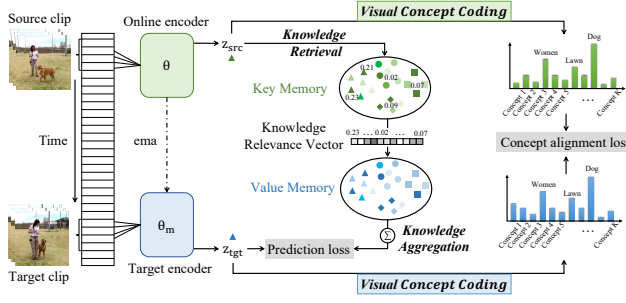 Source clip
Online encoder
Visual Concept Coding
θ
z_src
Knowledge
Retrieval
0.21
0.02
0.07
0.23
0.09
Key Memory
Dog
Women
Lawn
Concept 1
Concept 2
Concept 3
Concept 4
Concept 5
...
Concept K
Time
ema
Knowledge
Relevance Vector
0.23 ... 0.02 ... 0.07
Concept alignment loss
Value Memory
Dog
Women
Lawn
Concept 1
Concept 2
Concept 3
Concept 4
Concept 5
...
Concept K
θ_m
Σ
Knowledge
Aggregation
z_tgt
Prediction loss
Target clip
Target encoder
Visual Concept Coding